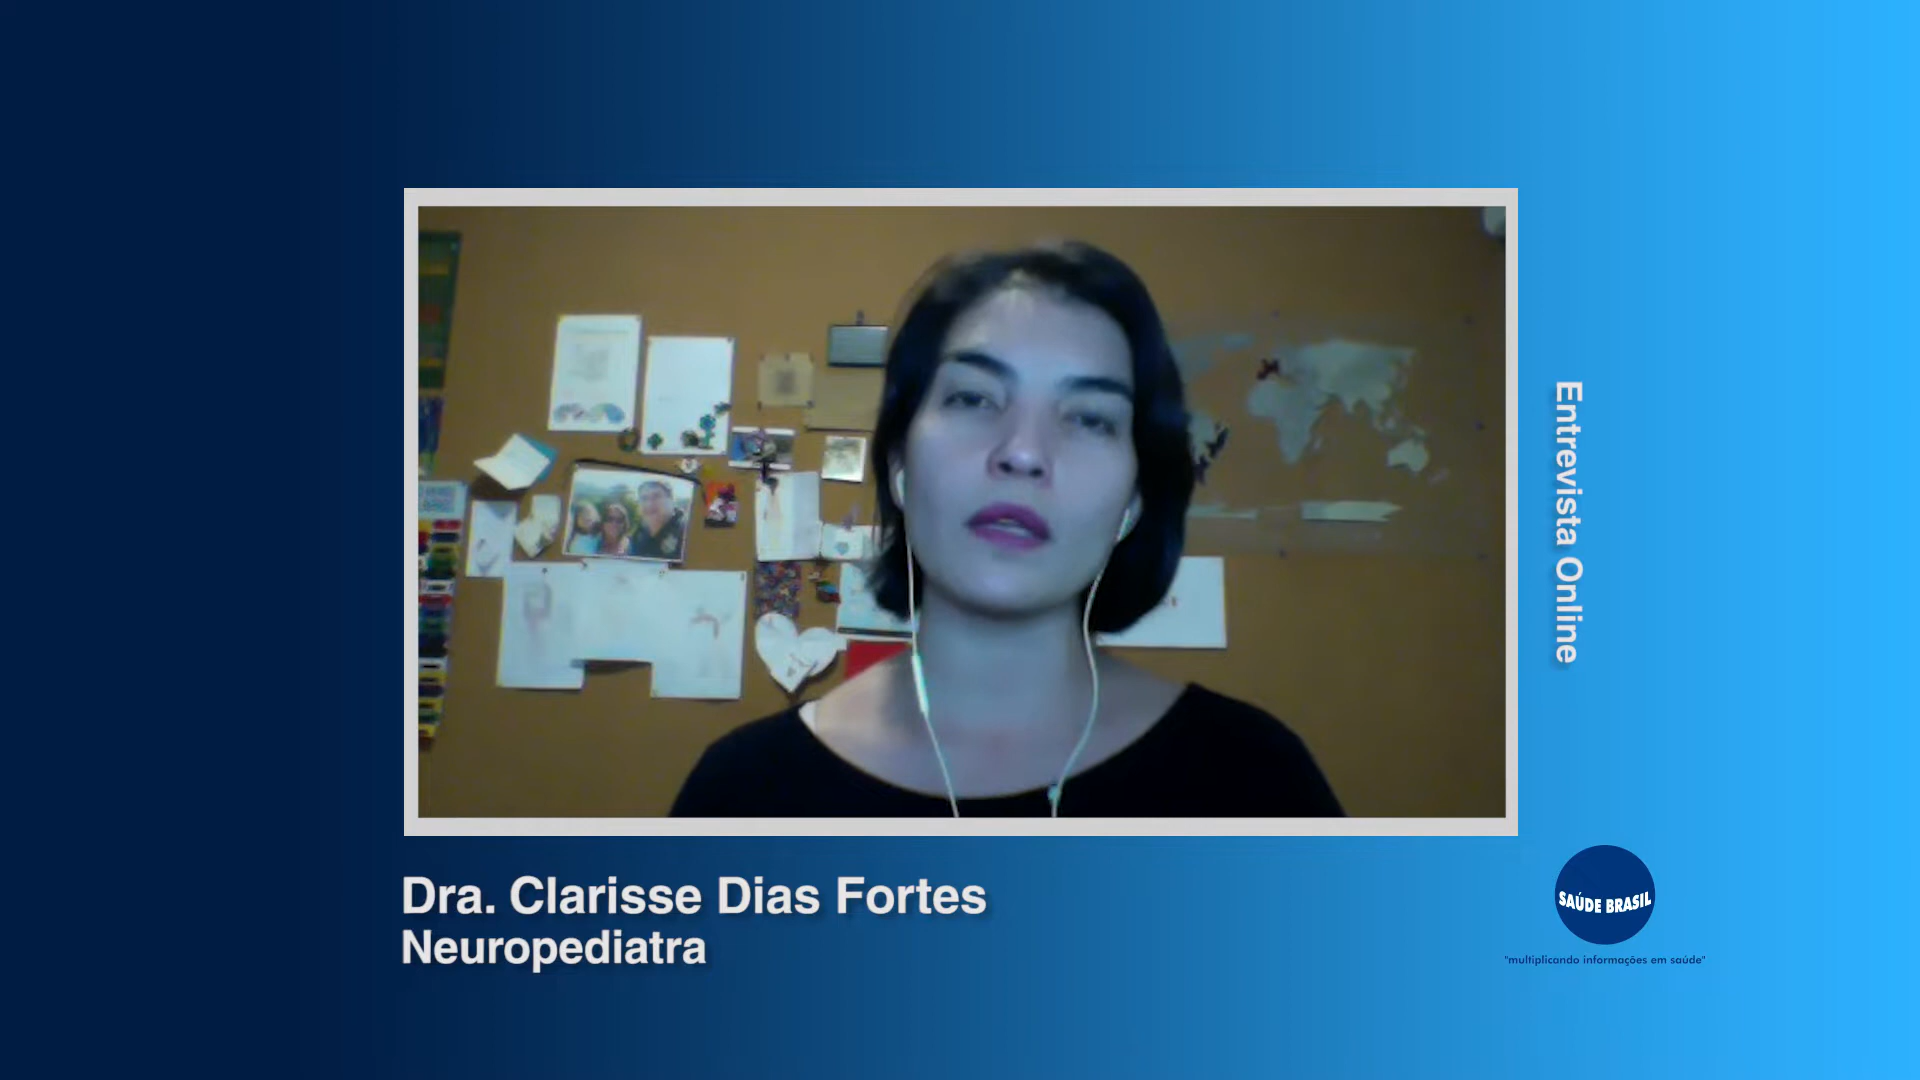 Entrevista Online
Dra. Clarisse Dias Fortes
Neuropediatra
SAÚDE BRASIL
"multiplicando informações em saúde"